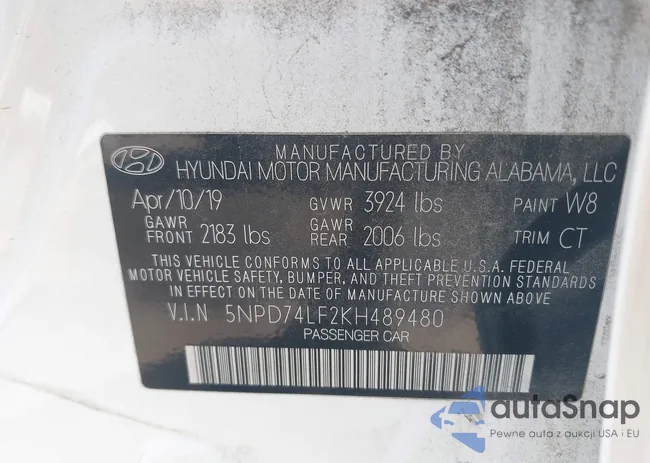 MANUFACTURED BY
HYUNDAI MOTOR MANUFACTURING ALABAMA, LLC
Apr/10/19 GVWR 3924 lbs PAINT W8
GAWR FRONT 2183 lbs GAWR REAR 2006 lbs TRIM CT
THIS VEHICLE CONFORMS TO ALL APPLICABLE U.S.A. FEDERAL
MOTOR VEHICLE SAFETY, BUMPER, AND THEFT PREVENTION
STANDARDS IN EFFECT ON THE DATE OF MANUFACTURE SHOWN ABOVE.
V.I.N 5NPD74LF2KH489480
PASSENGER CAR
autaSnap
Pewne auta z aukcji USA i EU